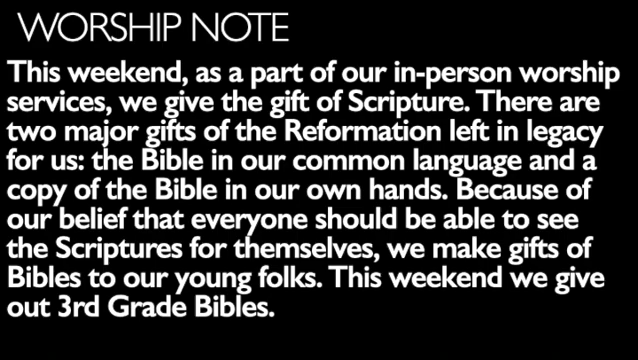 WORSHIP NOTE
This weekend, as a part of our in-person worship
services, we give the gift of Scripture. There are
two major gifts of the Reformation left in legacy
for us: the Bible in our common language and a
copy of the Bible in our own hands. Because of
our belief that everyone should be able to see
the Scriptures for themselves, we make gifts of
Bibles to our young folks. This weekend we give
out 3rd Grade Bibles.